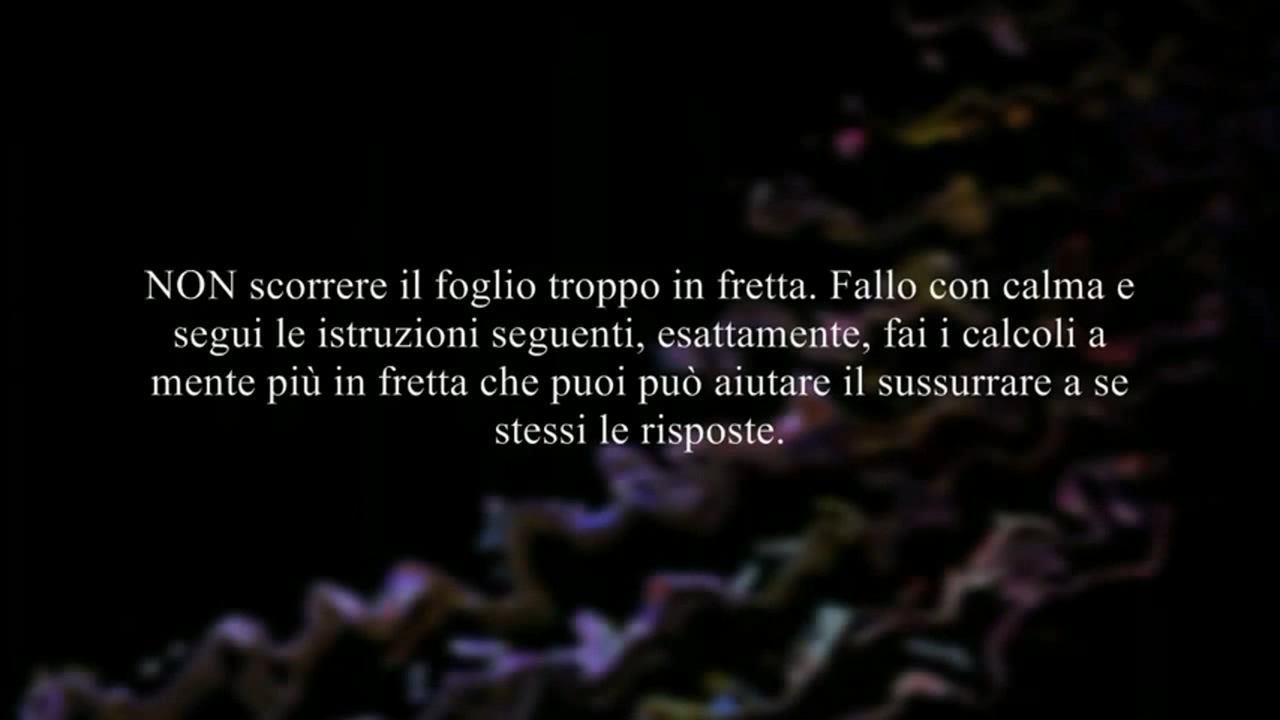 NON scorrere il foglio troppo in fretta. Fallo con calma e
segui le istruzioni seguenti, esattamente, fai i calcoli a
mente più in fretta che puoi può aiutare il sussurrare a se
stessi le risposte.